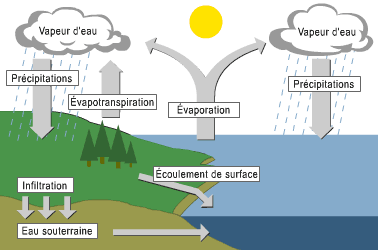 Vapeur d'eau
Vapeur d'eau
Précipitations
Évapotranspiration
Évaporation
Précipitations
Infiltration
Écoulement de surface
Eau souterraine